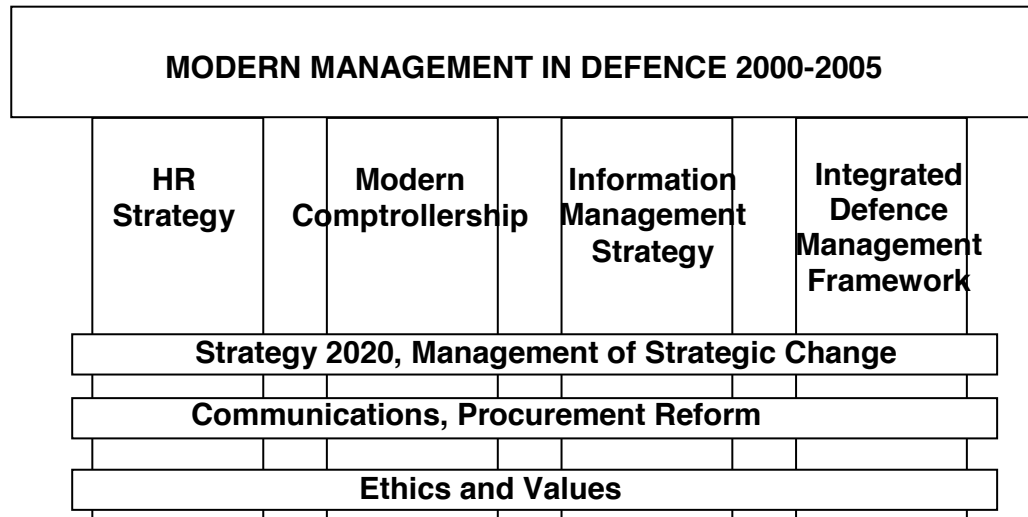 MODERN MANAGEMENT IN DEFENCE 2000-2005
HR
Strategy
Modern
Comptrollership
Information
Management
Strategy
Integrated
Defence
Management
Framework
Strategy 2020, Management of Strategic Change
Communications, Procurement Reform
Ethics and Values